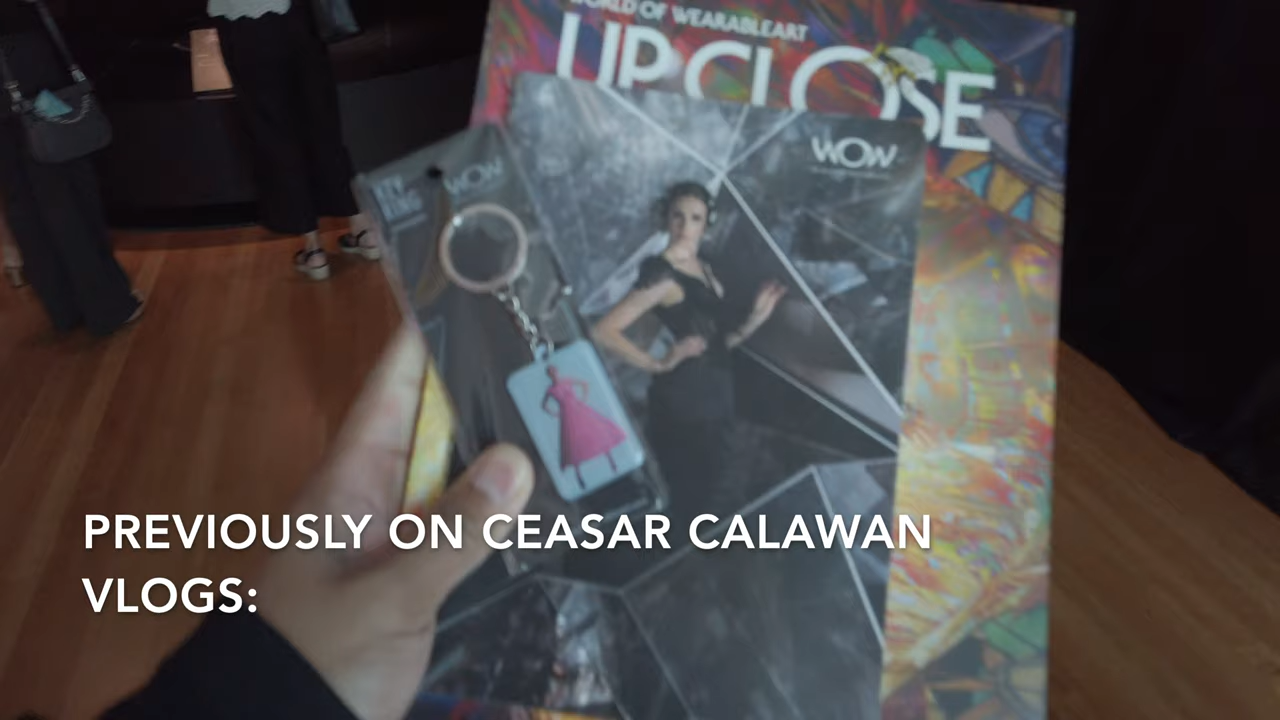 WORLD OF WEARABLEART
UP CLOSE
WOW
WOW
PREVIOUSLY ON CEASAR CALAWAN
VLOGS: